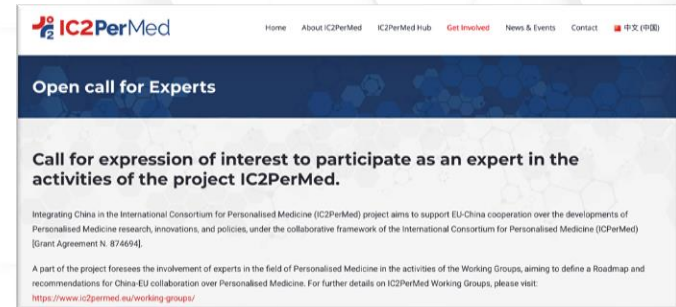 IC2PerMed
Home About IC2PerMed IC2PerMed Hub Get Involved News & Events Contact 中文 (中国)
Open call for Experts
Call for expression of interest to participate as an expert in the
activities of the project IC2PerMed.
Integrating China in the International Consortium for Personalised Medicine (IC2PerMed) project aims to support EU-China cooperation over the developments of
Personalised Medicine research, innovations, and policies, under the collaborative framework of the International Consortium for Personalised Medicine (ICPerMed)
[Grant Agreement N. 874694].
A part of the project foresees the involvement of experts in the field of Personalised Medicine in the activities of the Working Groups, aiming to define a Roadmap and
recommendations for China-EU collaboration over Personalised Medicine. For further details on IC2PerMed Working Groups, please visit:
https://www.ic2permed.eu/working-groups/